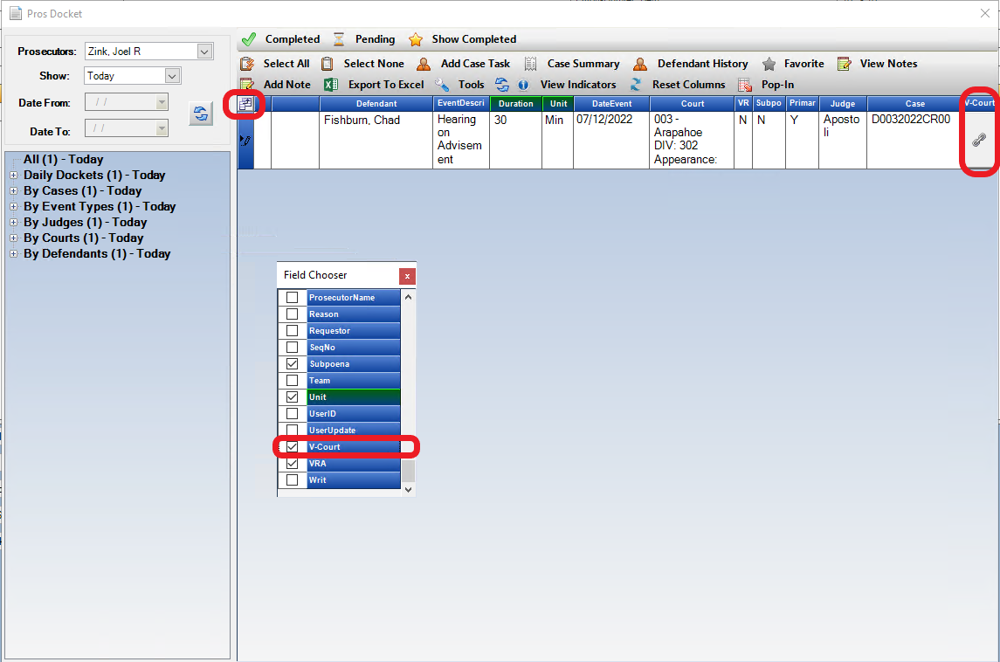 Pros Docket
Prosecutors: Zink, Joel R
Show: Today
Date From: / /
Date To: / /
Completed Pending Show Completed
Select All Select None Add Case Task Case Summary Defendant History Favorite View Notes
Add Note Export To Excel Tools View Indicators Reset Columns Pop-In
Defendant EventDescri Duration Unit DateEvent Court VR Subpo Primar Judge Case V-Court
Fishburn, Chad Hearing 30 Min 07/12/2022 003 - N N Y Aposto D0032022CR00
on Arapahoe li
Advisem DIV: 302
ent Appearance:
All (1) - Today
Daily Dockets (1) - Today
By Cases (1) - Today
By Event Types (1) - Today
By Judges (1) - Today
By Courts (1) - Today
By Defendants (1) - Today
Field Chooser x
ProsecutorName
Reason
Requestor
SeqNo
Subpoena
Team
Unit
UserID
UserUpdate
V-Court
VRA
Writ